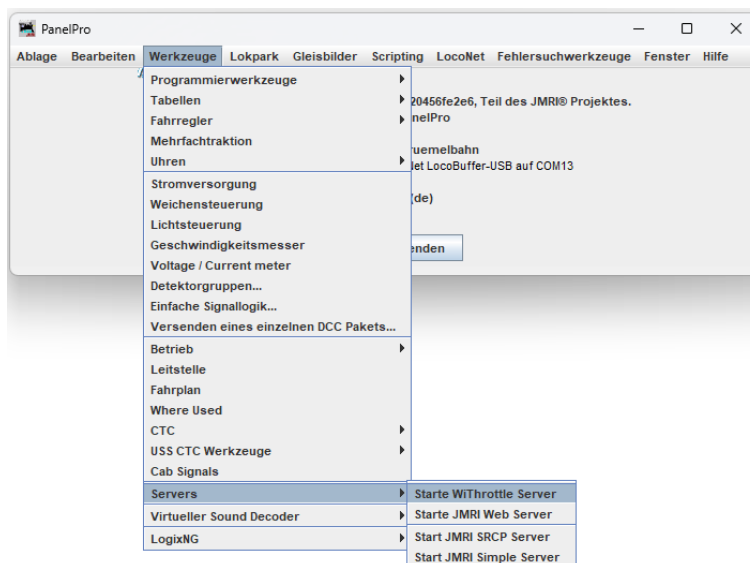 PanelPro
Ablage Bearbeiten Werkzeuge Lokpark Gleisbilder Scripting LocoNet Fehlersuchwerkzeuge Fenster Hilfe
Programmierwerkzeuge
Tabellen
20456fe2e6, Teil des JMRI® Projektes.
Fahrregler
nelPro
Mehrfachtraktion
ruemelbahn
Uhren
Net LocoBuffer-USB auf COM13
Stromversorgung
Weichensteuerung
(de)
Lichtsteuerung
Geschwindigkeitsmesser
enden
Voltage / Current meter
Detektorgruppen...
Einfache Signallogik...
Versenden eines einzelnen DCC Pakets...
Betrieb
Leitstelle
Fahrplan
Where Used
CTC
USS CTC Werkzeuge
Cab Signals
Servers
Starte WiThrottle Server
Virtueller Sound Decoder
Starte JMRI Web Server
LogixNG
Start JMRI SRCP Server
Start JMRI Simple Server